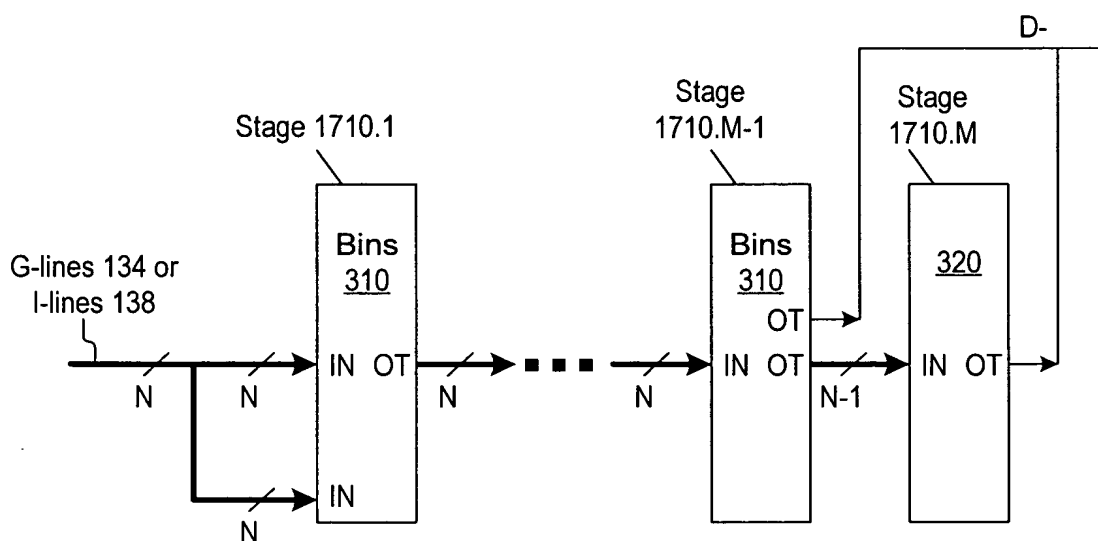 D-
Stage
1710.M-1
Stage
1710.M
Stage 1710.1
Bins
310
Bins
310
320
G-lines 134 or
I-lines 138
OT
IN OT
IN OT
IN OT
N
N
N
N
N-1
IN
N